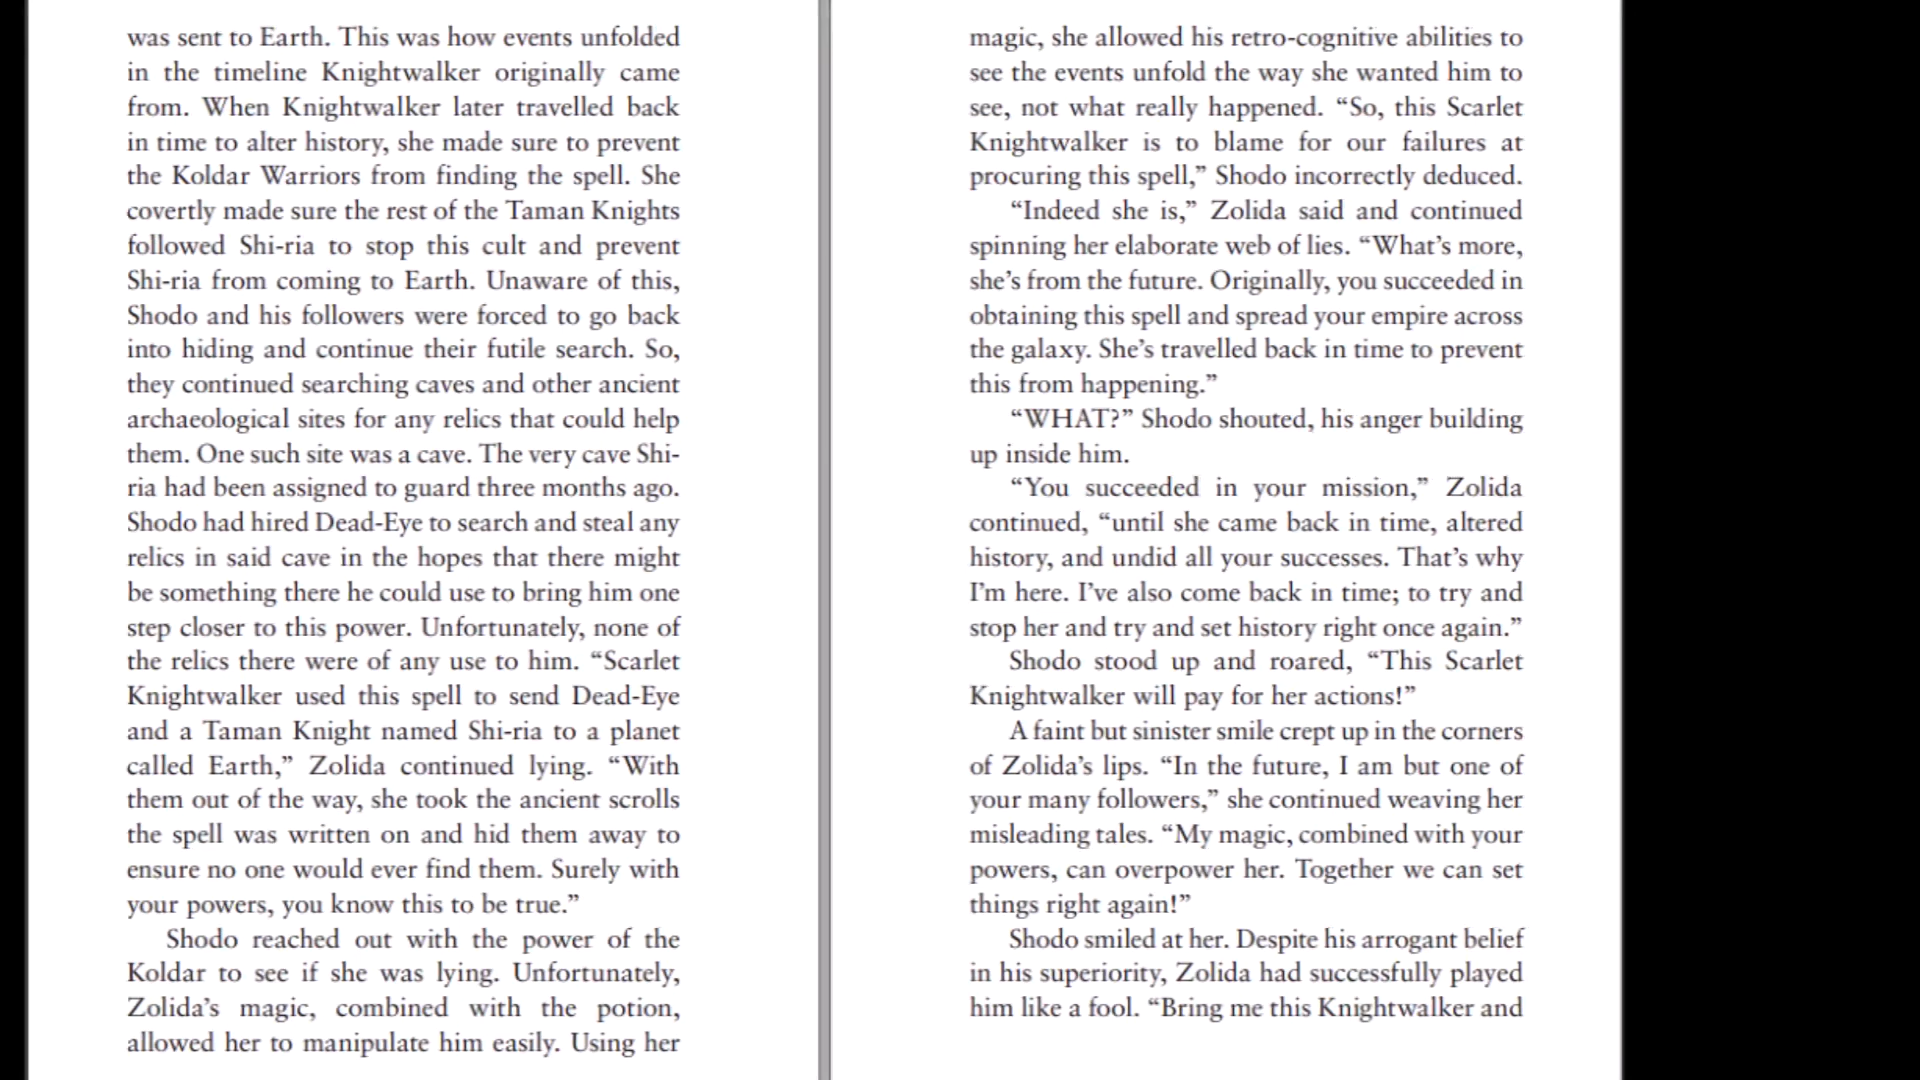 was sent to Earth. This was how events unfolded
in the timeline Knightwalker originally came
from. When Knightwalker later travelled back
in time to alter history, she made sure to prevent
the Koldar Warriors from finding the spell. She
covertly made sure the rest of the Taman Knights
followed Shi-ria to stop this cult and prevent
Shi-ria from coming to Earth. Unaware of this,
Shodo and his followers were forced to go back
into hiding and continue their futile search. So,
they continued searching caves and other ancient
archaeological sites for any relics that could help
them. One such site was a cave. The very cave Shi-
ria had been assigned to guard three months ago.
Shodo had hired Dead-Eye to search and steal any
relics in said cave in the hopes that there might
be something there he could use to bring him one
step closer to this power. Unfortunately, none of
the relics there were of any use to him. “Scarlet
Knightwalker used this spell to send Dead-Eye
and a Taman Knight named Shi-ria to a planet
called Earth,” Zolida continued lying. “With
them out of the way, she took the ancient scrolls
the spell was written on and hid them away to
ensure no one would ever find them. Surely with
your powers, you know this to be true.”
Shodo reached out with the power of the
Koldar to see if she was lying. Unfortunately,
Zolida’s magic, combined with the potion,
allowed her to manipulate him easily. Using her
magic, she allowed his retro-cognitive abilities to
see the events unfold the way she wanted him to
see, not what really happened. “So, this Scarlet
Knightwalker is to blame for our failures at
procuring this spell,” Shodo incorrectly deduced.
“Indeed she is,” Zolida said and continued
spinning her elaborate web of lies. “What’s more,
she’s from the future. Originally, you succeeded in
obtaining this spell and spread your empire across
the galaxy. She’s travelled back in time to prevent
this from happening.”
“WHAT?” Shodo shouted, his anger building
up inside him.
“You succeeded in your mission,” Zolida
continued, “until she came back in time, altered
history, and undid all your successes. That’s why
I’m here. I’ve also come back in time; to try and
stop her and try and set history right once again.”
Shodo stood up and roared, “This Scarlet
Knightwalker will pay for her actions!”
A faint but sinister smile crept up in the corners
of Zolida’s lips. “In the future, I am but one of
your many followers,” she continued weaving her
misleading tales. “My magic, combined with your
powers, can overpower her. Together we can set
things right again!”
Shodo smiled at her. Despite his arrogant belief
in his superiority, Zolida had successfully played
him like a fool. “Bring me this Knightwalker and